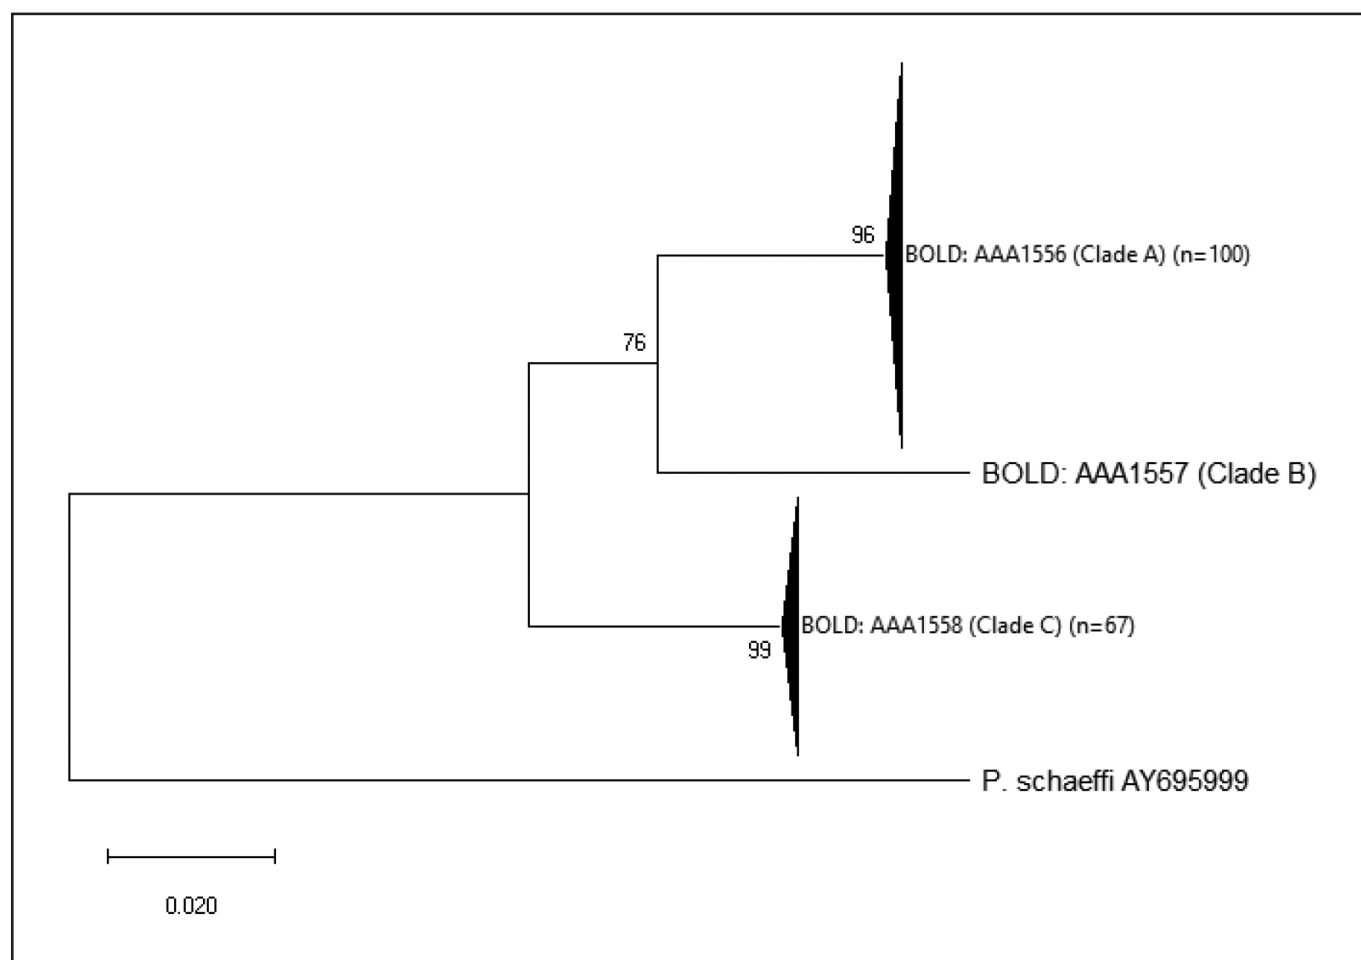 96
BOLD: AAA1556 (Clade A) (n=100)
76
BOLD: AAA1557 (Clade B)
BOLD: AAA1558 (Clade C) (n=67)
99
P. schaeffi AY695999
0.020